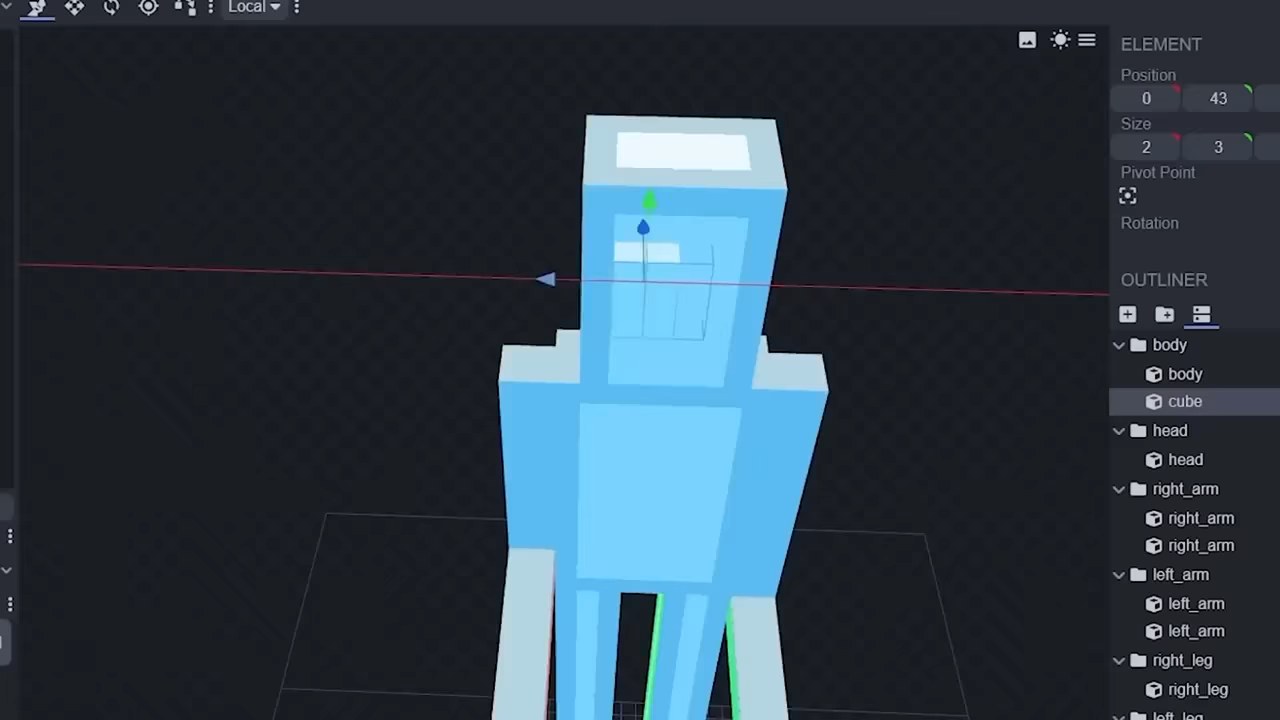 Local
ELEMENT
Position
0 43
Size
2 3
Pivot Point
Rotation
OUTLINER
body
body
cube
head
head
right_arm
right_arm
right_arm
left_arm
left_arm
left_arm
right_leg
right_leg
left_leg